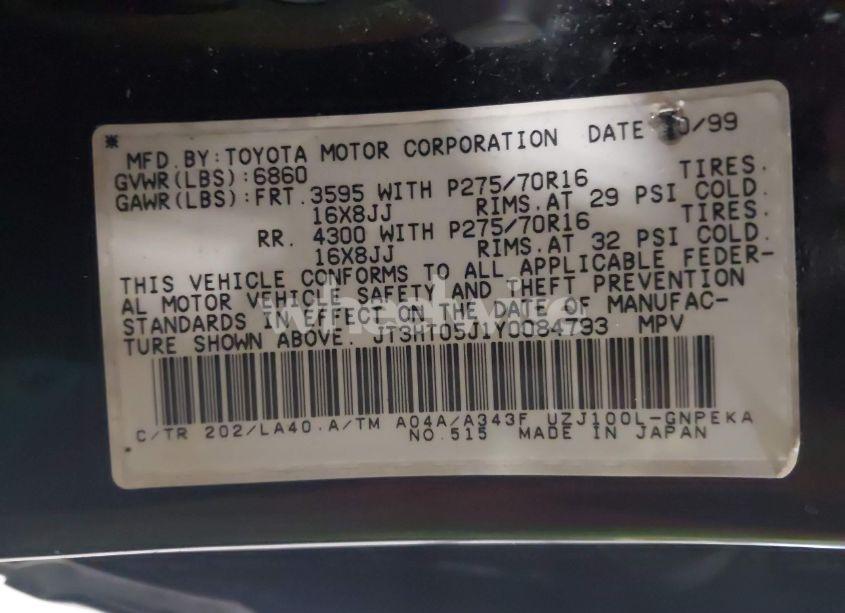 *
MFD.BY:TOYOTA MOTOR CORPORATION DATE 0/99
GVWR(LBS):6860
GAWR(LBS):FRT. 3595 WITH P275/70R16 TIRES.
16X8JJ RIMS.AT 29 PSI COLD.
RR. 4300 WITH P275/70R16 TIRES.
16X8JJ RIMS.AT 32 PSI COLD.
THIS VEHICLE CONFORMS TO ALL APPLICABLE FEDER-
AL MOTOR VEHICLE SAFETY AND THEFT PREVENTION
STANDARDS IN EFFECT ON THE DATE OF MANUFAC-
TURE SHOWN ABOVE. JT3HT05J1Y0084793 MPV
C/TR 202/LA40.A/TM A04A/A343F UZJ100L-GNPEKA
NO.515 MADE IN JAPAN